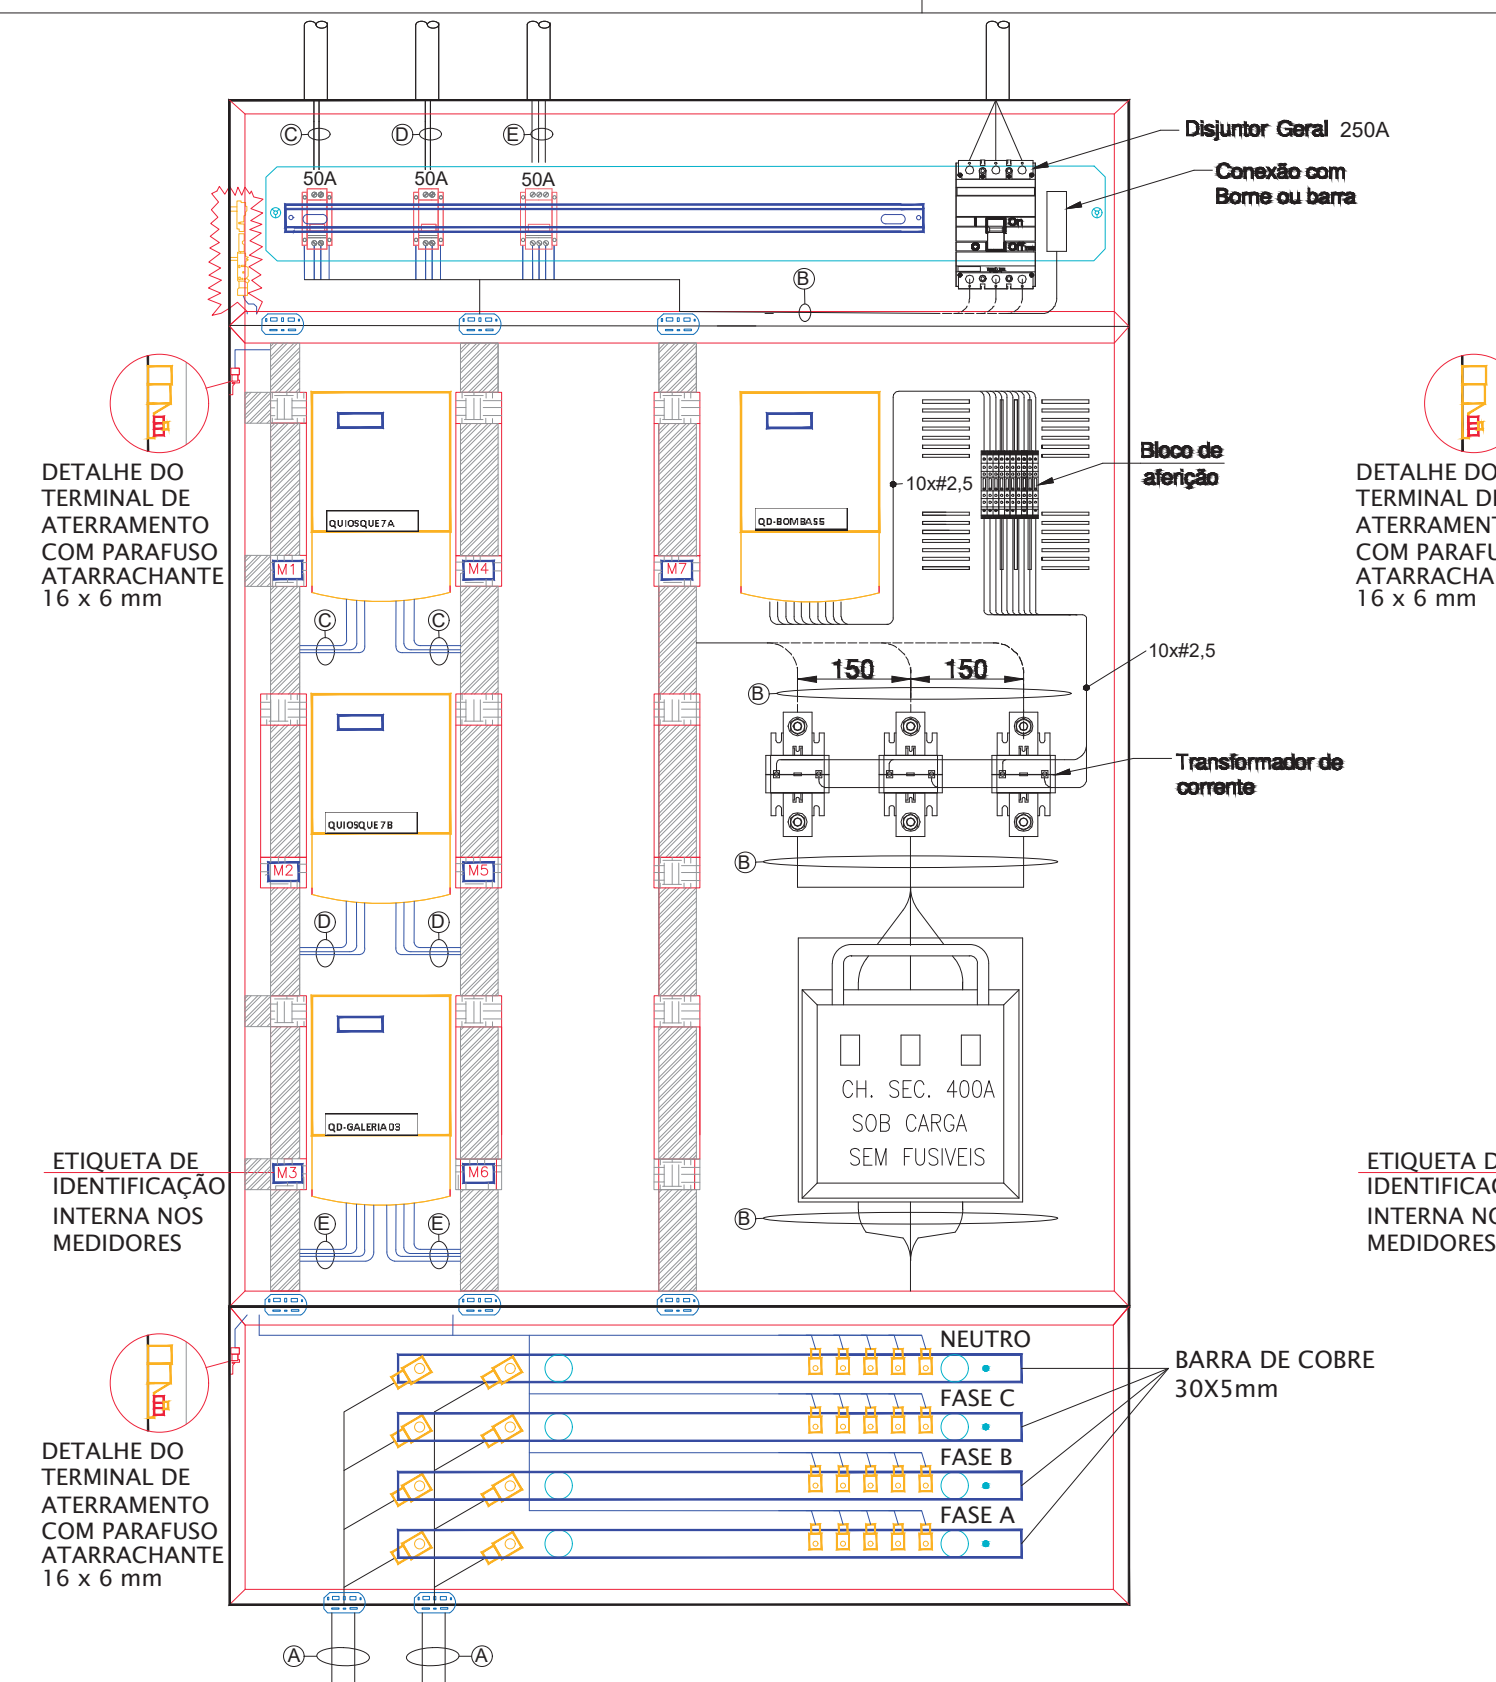 C
D
E
Disjuntor Geral 250A
Conexão com
Borne ou barra
50A
50A
50A
I
On
O
Off
B
DETALHE DO
TERMINAL DE
ATERRAMENTO
COM PARAFUSO
ATARRACHANTE
16 x 6 mm
QUIOSQUE 7A
QD-BOMBAS5
10x#2,5
Bloco de
aferição
M1
M4
M7
C
C
DETALHE DO
TERMINAL DE
ATERRAMENT
COM PARAFU
ATARRACHA
16 x 6 mm
10x#2,5
150
150
B
QUIOSQUE 7B
Transformador de
corrente
M2
M5
B
D
D
CH. SEC. 400A
SOB CARGA
SEM FUSIVEIS
QD-GALERIA 03
M3
M6
ETIQUETA DE
IDENTIFICAÇÃO
INTERNA NOS
MEDIDORES
E
E
B
ETIQUETA D
IDENTIFICAÇ
INTERNA NO
MEDIDORES
NEUTRO
FASE C
FASE B
FASE A
BARRA DE COBRE
30X5mm
DETALHE DO
TERMINAL DE
ATERRAMENTO
COM PARAFUSO
ATARRACHANTE
16 x 6 mm
A
A